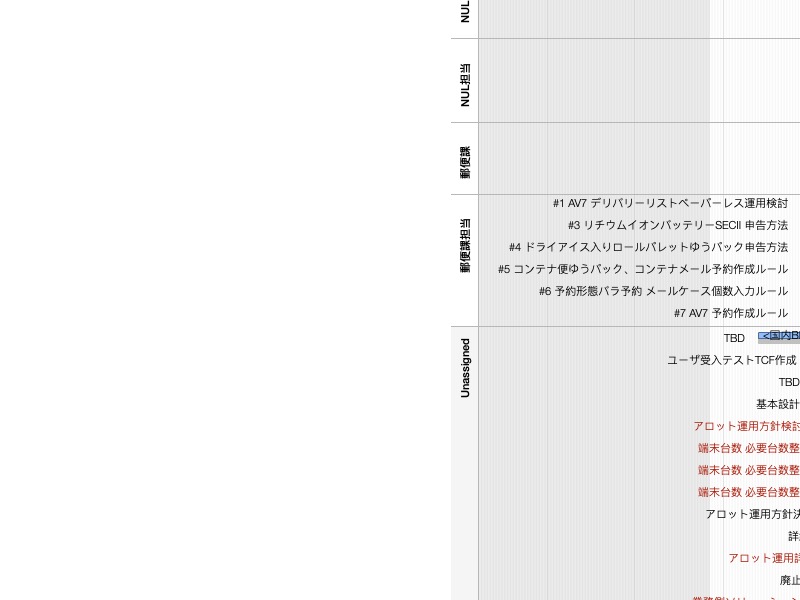 NUL
NUL担当
郵便課
郵便課担当
#1 AV7 デリバリーリストペーパーレス運用検討
#3 リチウムイオンバッテリーSECII 申告方法
#4 ドライアイス入りロールパレットゆうパック申告方法
#5 コンテナ便ゆうパック、コンテナメール予約作成ルール
#6 予約形態バラ予約 メールケース個数入力ルール
#7 AV7 予約作成ルール
Unassigned
TBD <国内B
ユーザ受入テストTCF作成
TBD
基本設計
アロット運用方針検討
端末台数 必要台数整
端末台数 必要台数整
端末台数 必要台数整
アロット運用方針決
詳
アロット運用詳
廃止